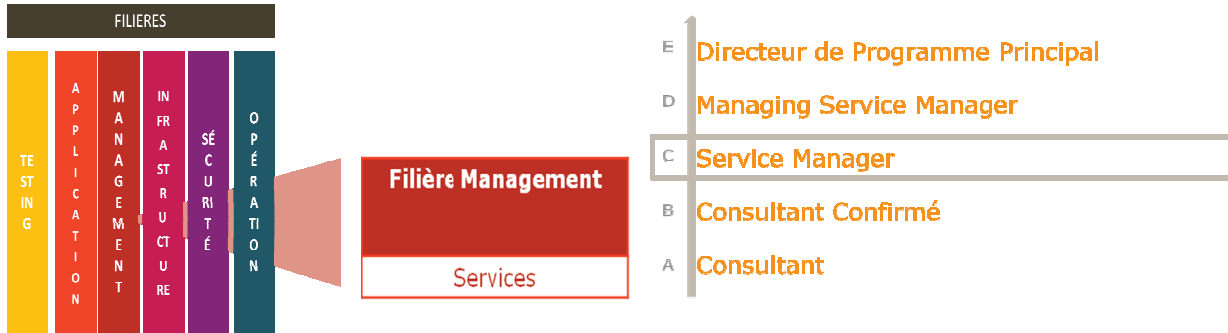 FILIERES
TESTING
APPLICATION
MANAGEMENT
INFRASTRUCTURE
SÉCURITÉ
OPÉRATION
Filière Management
Services
E Directeur de Programme Principal
D Managing Service Manager
C Service Manager
B Consultant Confirmé
A Consultant